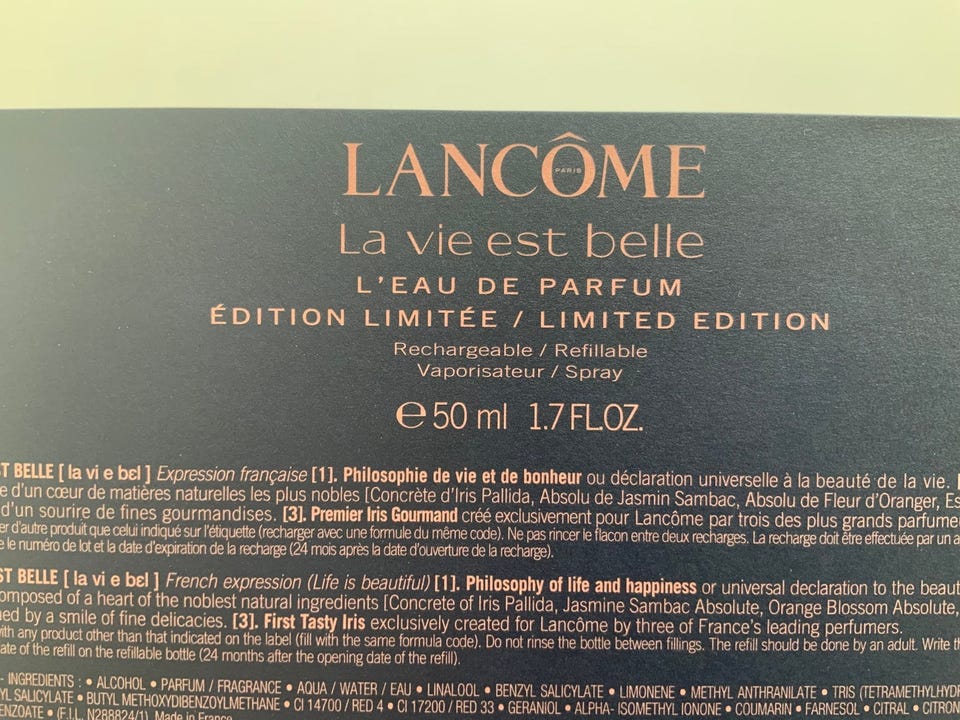 LANCÔME
PARIS
La vie est belle
L'EAU DE PARFUM
ÉDITION LIMITÉE / LIMITED EDITION
Rechargeable / Refillable
Vaporisateur / Spray
℮50 ml 1.7 FL.OZ.
T BELLE [ la vi e bɛl ] Expression française [1]. Philosophie de vie et de bonheur ou déclaration universelle à la beauté de la vie. [
e d'un cœur de matières naturelles les plus nobles [Concrète d'Iris Pallida, Absolu de Jasmin Sambac, Absolu de Fleur d'Oranger, Es
d'un sourire de fines gourmandises. [3]. Premier Iris Gourmand créé exclusivement pour Lancôme par trois des plus grands parfume
er d'autre produit que celui indiqué sur l'étiquette (recharger avec une formule du même code). Ne pas rincer le flacon entre deux recharges. La recharge doit être effectuée par un a
e le numéro de lot et la date d'expiration de la recharge (24 mois après la date d'ouverture de la recharge).
ST BELLE [ la vi e bɛl ] French expression (Life is beautiful) [1]. Philosophy of life and happiness or universal declaration to the beaut
omposed of a heart of the noblest natural ingredients [Concrete of Iris Pallida, Jasmine Sambac Absolute, Orange Blossom Absolute,
ned by a smile of fine delicacies. [3]. First Tasty Iris exclusively created for Lancôme by three of France's leading perfumers.
with any product other than that indicated on the label (fill with the same formula code). Do not rinse the bottle between fillings. The refill should be done by an adult. Write th
ate of the refill on the refillable bottle (24 months after the opening date of the refill).
- INGREDIENTS : • ALCOHOL • PARFUM / FRAGRANCE • AQUA / WATER / EAU • LINALOOL • BENZYL SALICYLATE • LIMONENE • METHYL ANTHRANILATE • TRIS (TETRAMETHYLHYD
YL SALICYLATE • BUTYL METHOXYDIBENZOYLMETHANE • CI 14700 / RED 4 • CI 17200 / RED 33 • GERANIOL • ALPHA- ISOMETHYL IONONE • COUMARIN • FARNESOL • CITRAL • CITRON
ENZOATE • (F.I.L. N288824/1). Made in France